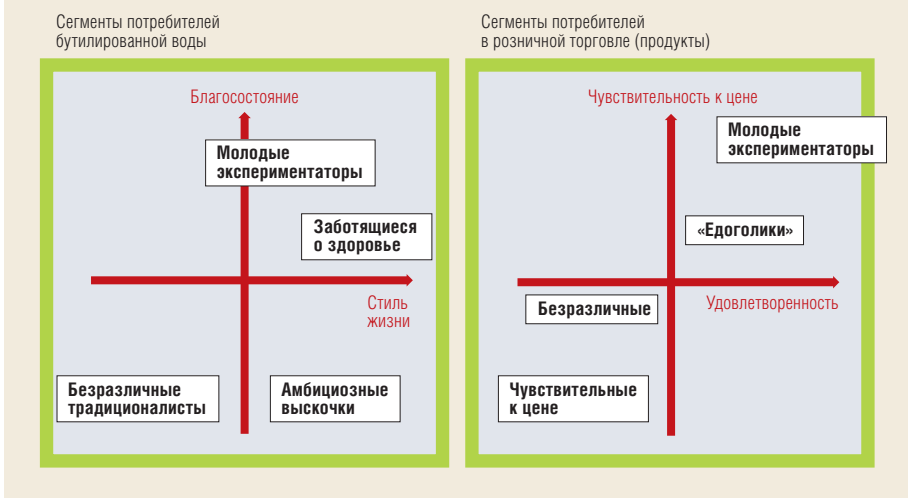 Сегменты потребителей
бутилированной воды
Благосостояние
Молодые
экспериментаторы
Заботящиеся
о здоровье
Стиль
жизни
Безразличные
традиционалисты
Амбициозные
выскочки
Сегменты потребителей
в розничной торговле (продукты)
Чувствительность к цене
Молодые
экспериментаторы
«Едоголики»
Безразличные
Удовлетворенность
Чувствительные
к цене